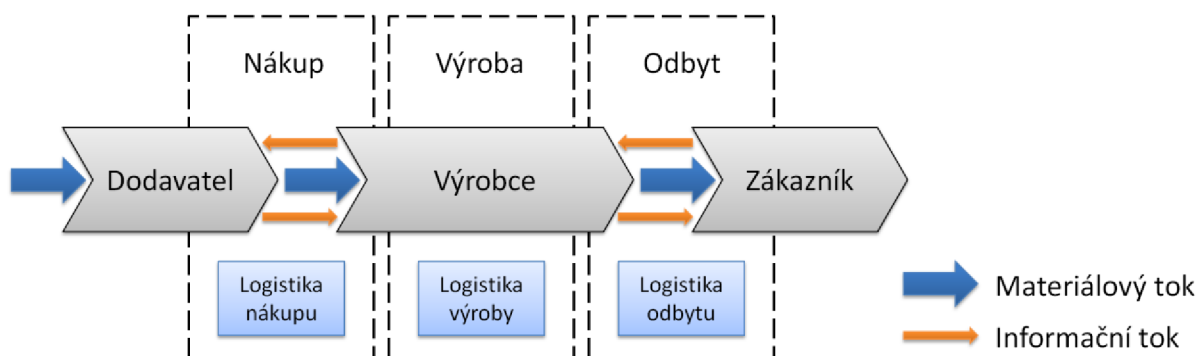 Nákup
Výroba
Odbyt
Dodavatel
Výrobce
Zákazník
Logistika
nákupu
Logistika
výroby
Logistika
odbytu
Materiálový tok
Informační tok